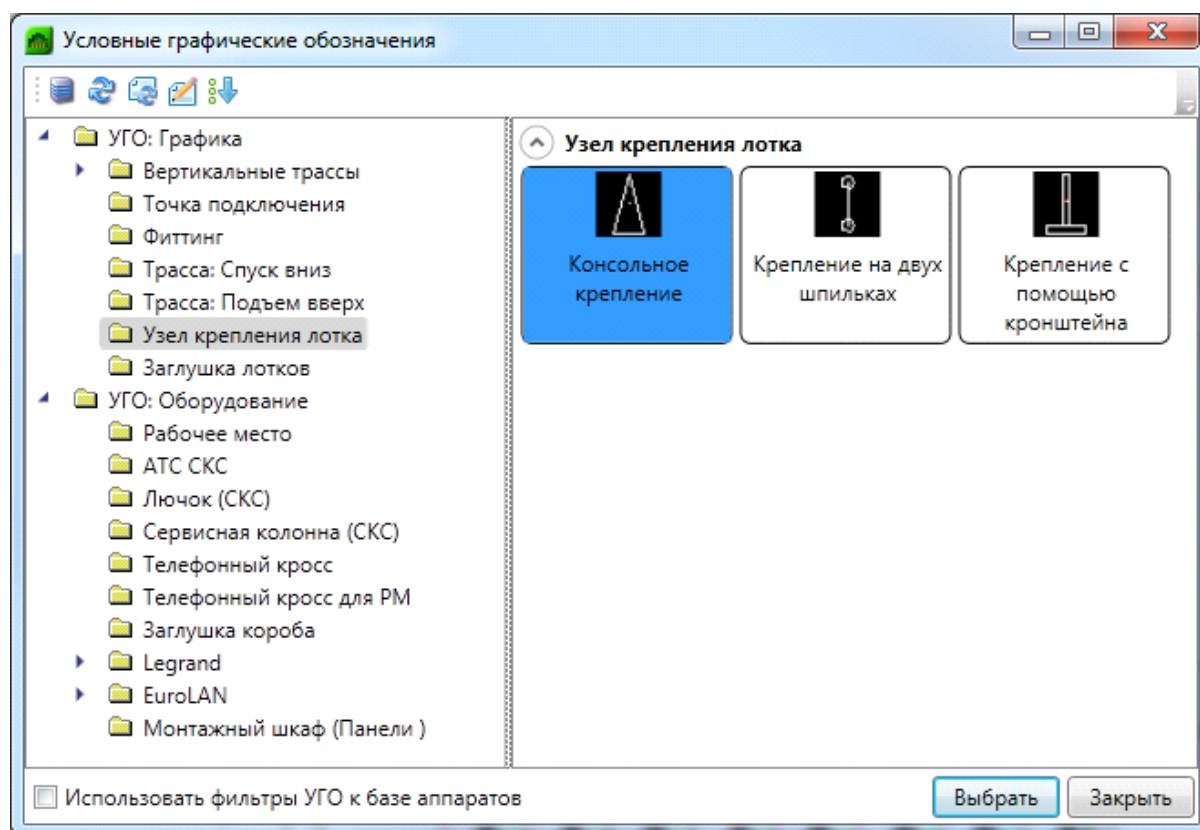 Условные графические обозначения
УГО: Графика
Вертикальные трассы
Точка подключения
Фиттинг
Трасса: Спуск вниз
Трасса: Подъем вверх
Узел крепления лотка
Заглушка лотков
УГО: Оборудование
Рабочее место
АТС СКС
Лючок (СКС)
Сервисная колонна (СКС)
Телефонный кросс
Телефонный кросс для РМ
Заглушка короба
Legrand
EuroLAN
Монтажный шкаф (Панели )
Узел крепления лотка
Консольное
крепление
Крепление на двух
шпильках
Крепление с
помощью
кронштейна
Использовать фильтры УГО к базе аппаратов
Выбрать
Закрыть